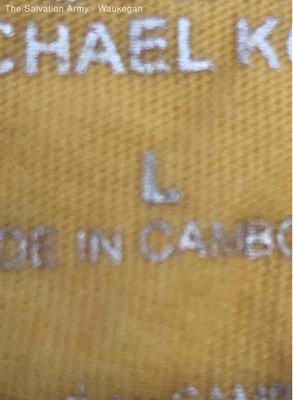 The Salvation Army - Waukegan
CHAEL K
L
DE IN CAMBO